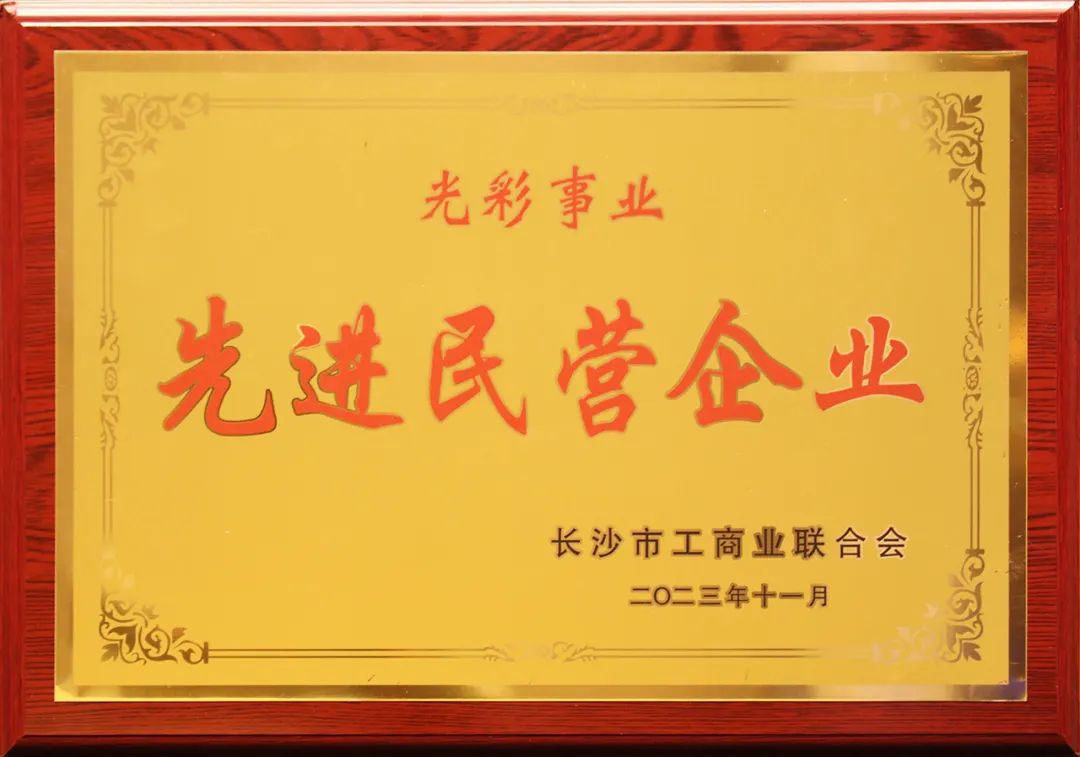 光彩事业
先进民营企业
长沙市工商业联合会
二〇二三年十一月